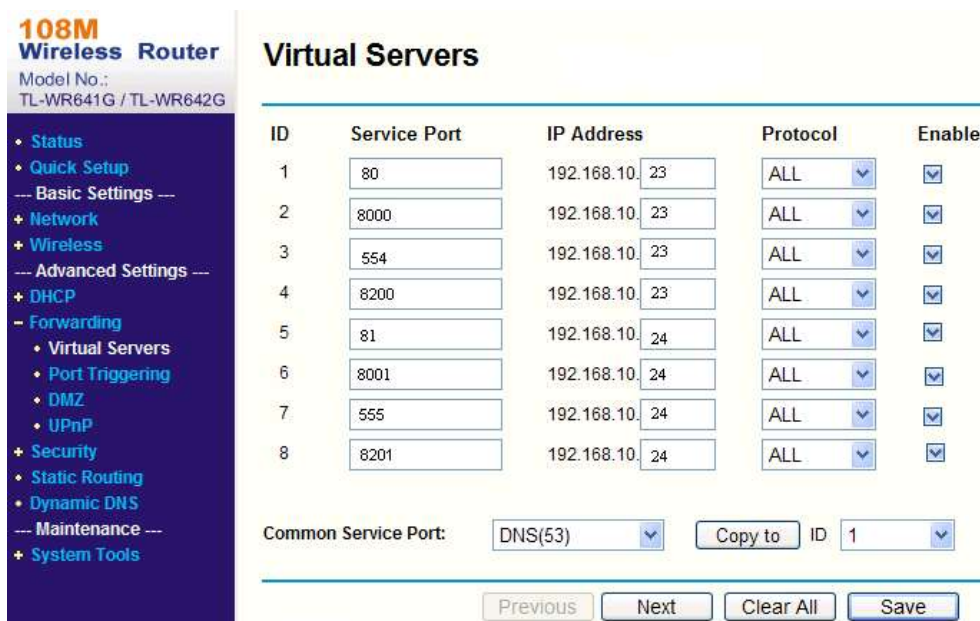 108M
Wireless Router
Model No.:
TL-WR641G / TL-WR642G
• Status
• Quick Setup
--- Basic Settings ---
+ Network
+ Wireless
--- Advanced Settings ---
+ DHCP
– Forwarding
• Virtual Servers
• Port Triggering
• DMZ
• UPnP
+ Security
• Static Routing
• Dynamic DNS
--- Maintenance ---
+ System Tools
Virtual Servers
ID Service Port IP Address Protocol Enable
1 80 192.168.10. 23 ALL
2 8000 192.168.10. 23 ALL
3 554 192.168.10. 23 ALL
4 8200 192.168.10. 23 ALL
5 81 192.168.10. 24 ALL
6 8001 192.168.10. 24 ALL
7 555 192.168.10. 24 ALL
8 8201 192.168.10. 24 ALL
Common Service Port: DNS(53) Copy to ID 1
Previous Next Clear All Save